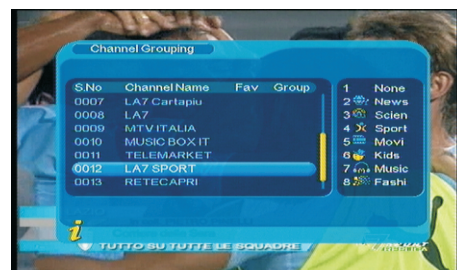 Channel Grouping
S.No Channel Name Fav Group
0007 LA7 Cartapiu
0008 LA7
0009 MTV ITALIA
0010 MUSIC BOX IT
0011 TELEMARKET
0012 LA7 SPORT
0013 RETECAPRI
1 None
2 News
3 Scien
4 Sport
5 Movi
6 Kids
7 Music
8 Fashi
i
TUTTO SU TUTTE LE SQUADRE